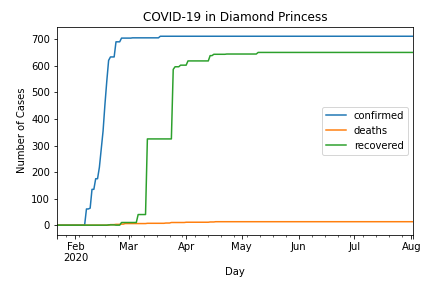 COVID-19 in Diamond Princess
Number of Cases
700
600
500
400
300
200
100
0
confirmed
deaths
recovered
Feb Mar Apr May Jun Jul Aug
2020
Day